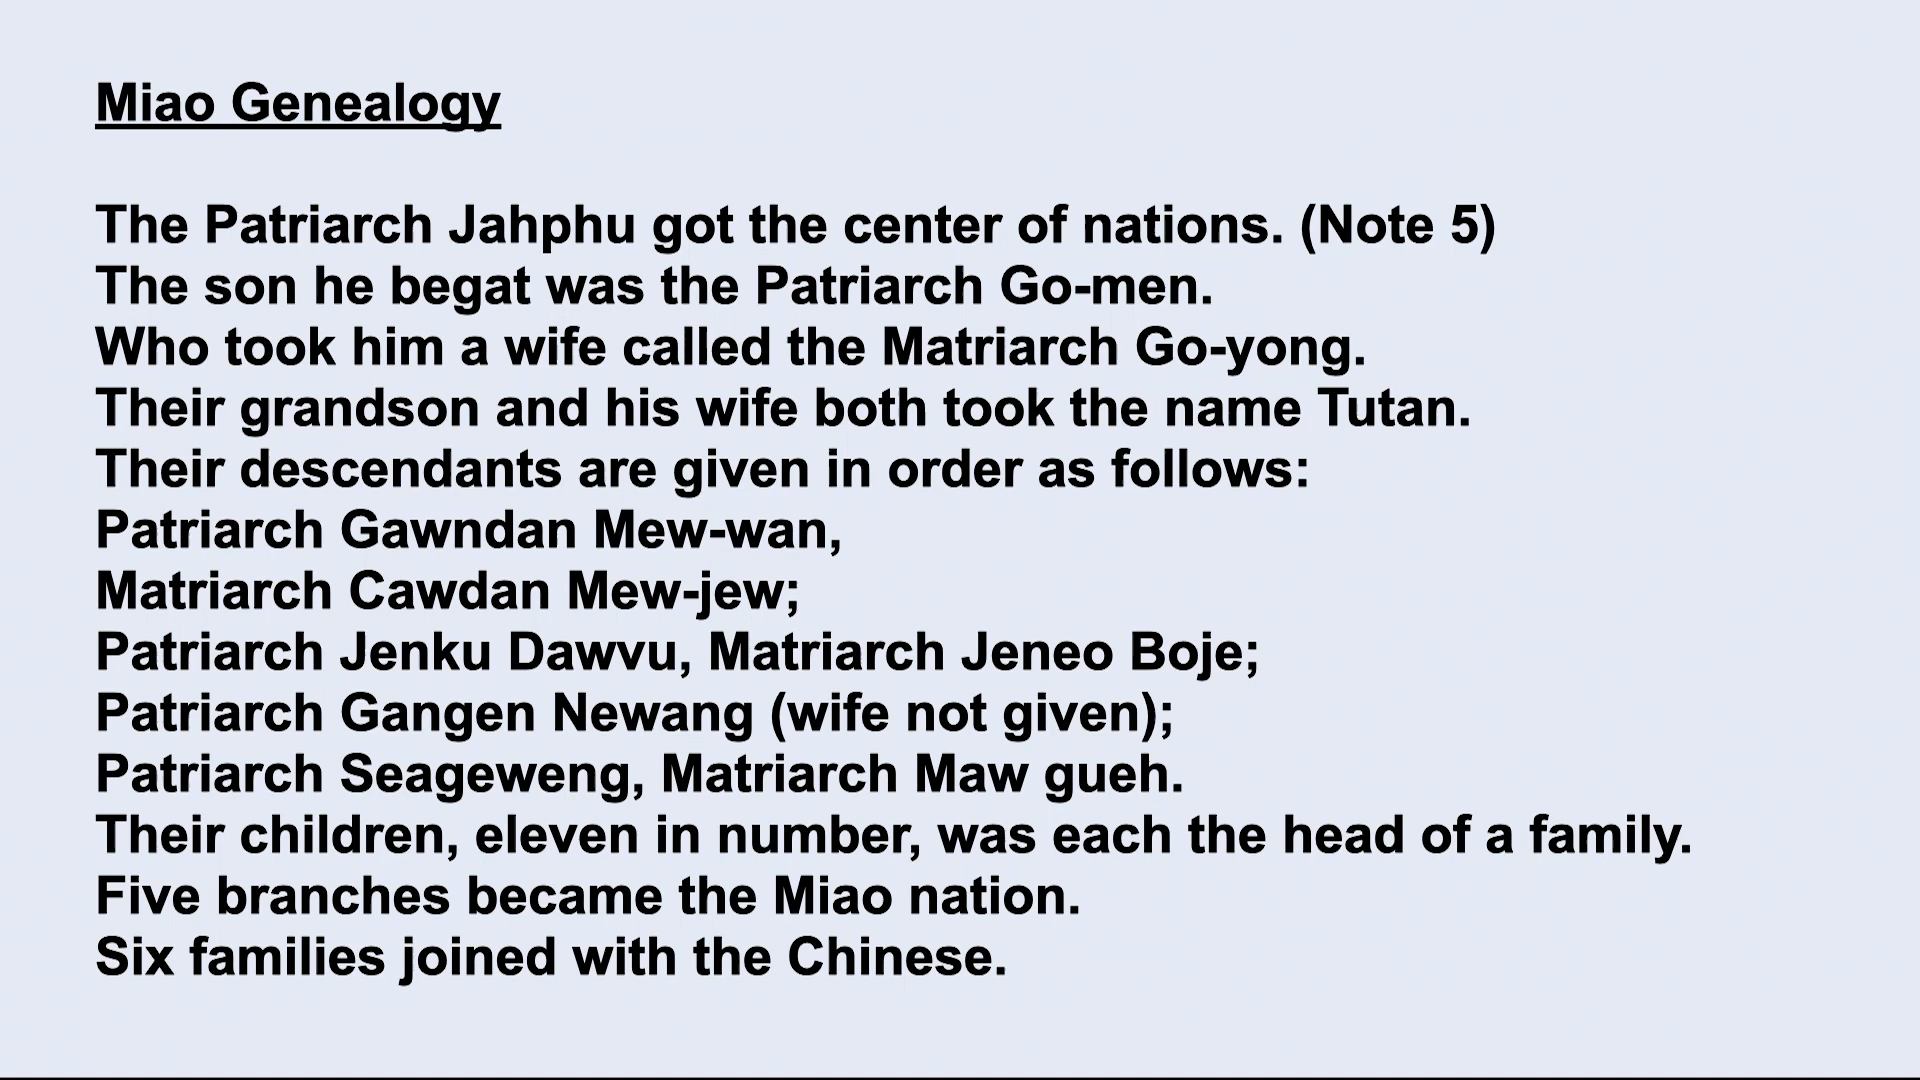 Miao Genealogy
The Patriarch Jahphu got the center of nations. (Note 5)
The son he begat was the Patriarch Go-men.
Who took him a wife called the Matriarch Go-yong.
Their grandson and his wife both took the name Tutan.
Their descendants are given in order as follows:
Patriarch Gawndan Mew-wan,
Matriarch Cawdan Mew-jew;
Patriarch Jenku Dawvu, Matriarch Jeneo Boje;
Patriarch Gangen Newang (wife not given);
Patriarch Seageweng, Matriarch Maw gueh.
Their children, eleven in number, was each the head of a family.
Five branches became the Miao nation.
Six families joined with the Chinese.